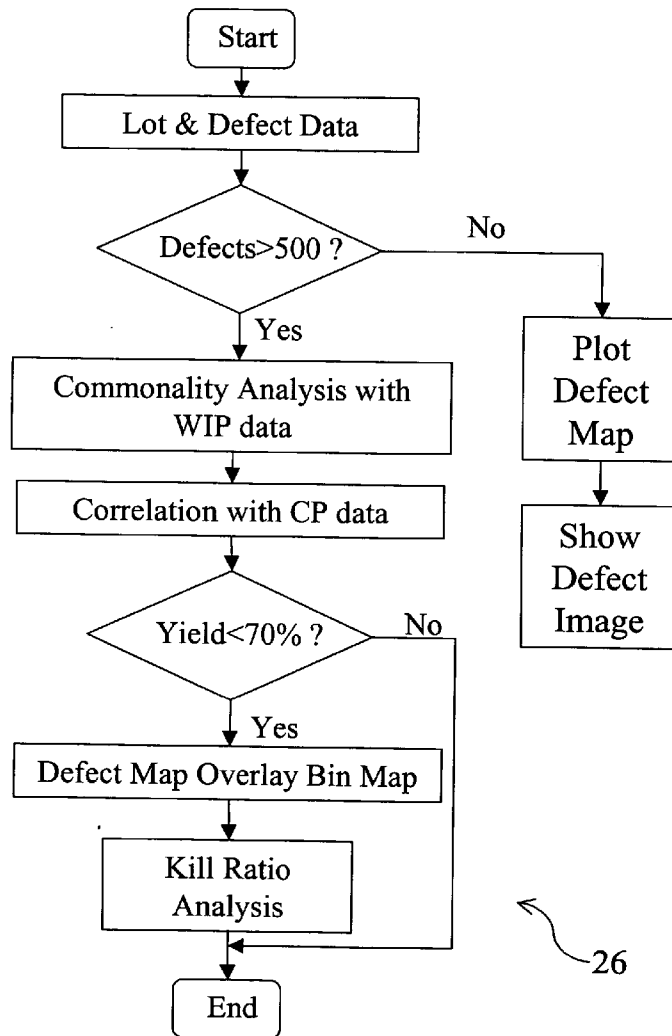 Start
Lot & Defect Data
Defects>500 ?
No
Yes
Plot
Defect
Map
Commonality Analysis with
WIP data
Correlation with CP data
Show
Defect
Image
Yield<70% ?
No
Yes
Defect Map Overlay Bin Map
Kill Ratio
Analysis
26
End